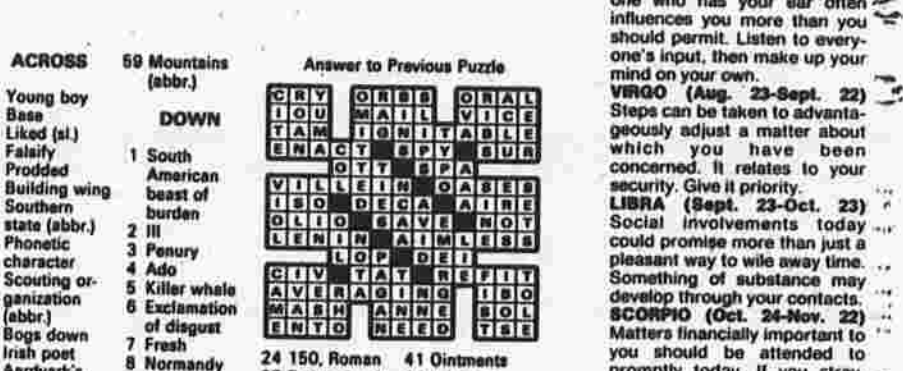 ACROSS
Young boy
Base
Liked (sl.)
Falsify
Prodded
Building wing
Southern
state (abbr.)
Phonetic
character
Scouting or-
ganization
(abbr.)
Bogs down
Irish poet
Aardvark's
59 Mountains
(abbr.)
DOWN
1 South
American
beast of
burden
2 III
3 Penury
4 Ado
5 Killer whale
6 Exclamation
of disgust
7 Fresh
8 Normandy
Answer to Previous Puzzle
CRY ORBS ORAL
IOU MAIL VICE
TAM IGNITABLE
ENACT SPY SUR
OTT SPA
VILLEIN OASES
ISO DECA AIRE
OLIO SAVE NOT
LENIN AIMLESS
LOP DEI
CIV TAT REFIT
AVERAGING ISO
MASH ANNE SOL
ENTO NEED TSE
24 150, Roman
41 Ointments
one who has your ear often
influences you more than you
should permit. Listen to every-
one's input, then make up your
mind on your own.
VIRGO (Aug. 23-Sept. 22)
Steps can be taken to advanta-
geously adjust a matter about
which you have been
concerned. It relates to your
security. Give it priority.
LIBRA (Sept. 23-Oct. 23)
Social involvements today
could promise more than just a
pleasant way to wile away time.
Something of substance may
develop through your contacts.
SCORPIO (Oct. 24-Nov. 22)
Matters financially important to
you should be attended to
promptly today. If you stray